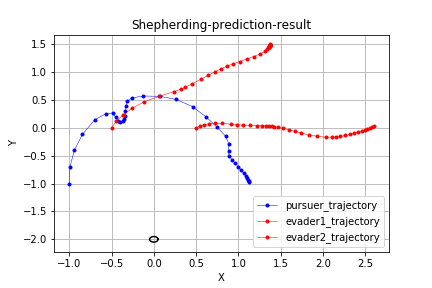 Shepherding-prediction-result
Y
1.5
1.0
0.5
0.0
−0.5
−1.0
−1.5
−2.0
pursuer_trajectory
evader1_trajectory
evader2_trajectory
−1.0 −0.5 0.0 0.5 1.0 1.5 2.0 2.5
X